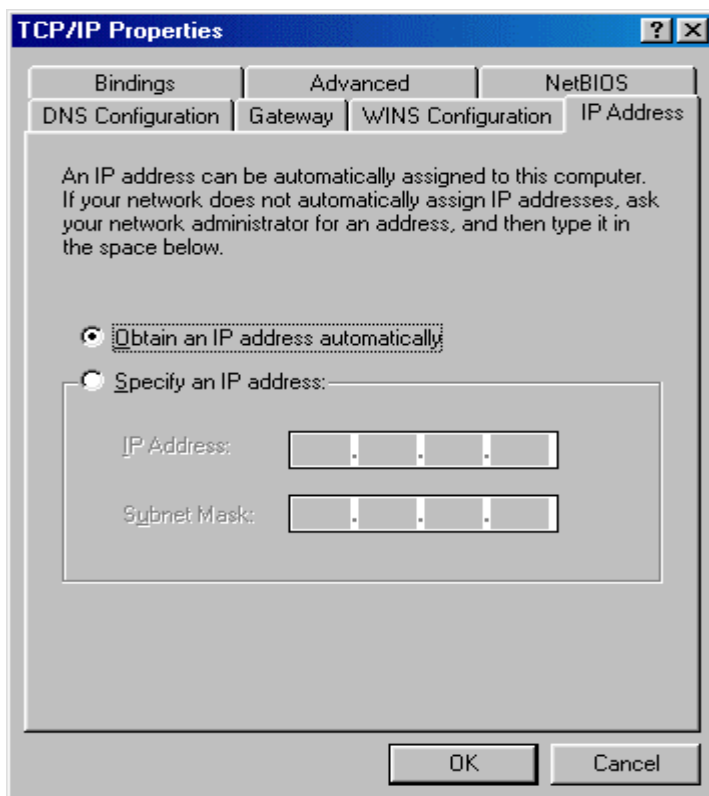 TCP/IP Properties
Bindings Advanced NetBIOS
DNS Configuration Gateway WINS Configuration IP Address
An IP address can be automatically assigned to this computer.
If your network does not automatically assign IP addresses, ask
your network administrator for an address, and then type it in
the space below.
Obtain an IP address automatically
Specify an IP address:
IP Address: . . .
Subnet Mask: . . .
OK Cancel